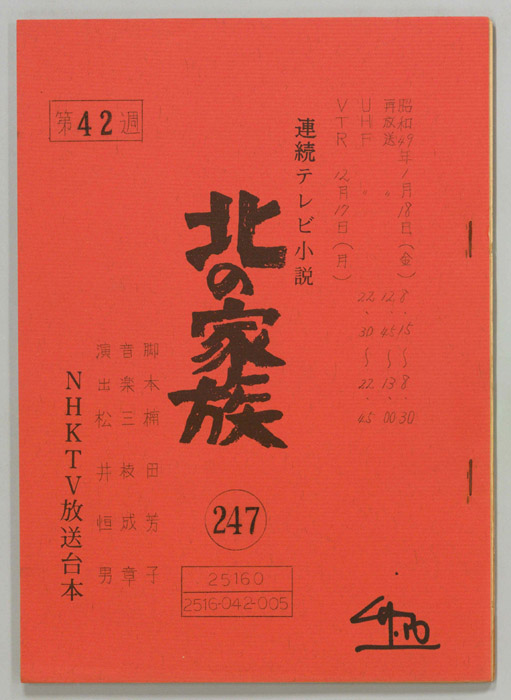 昭和49年1月18日(金) 8.15～8.30
再放送 〃 12.45～13.00
UHF 〃 22.30～22.45
VTR 12月17日(月)
連続テレビ小説
北の家族
第42週
脚本 楠田芳子
音楽 三枝成章
演出 松井恒男
NHKTV放送台本
247
25160
2516-042-005